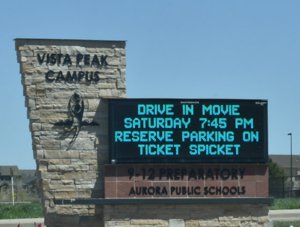 VISTA PEAK
CAMPUS
DRIVE IN MOVIE
SATURDAY 7:45 PM
RESERVE PARKING ON
TICKET SPICKET
9-12 PREPARATORY
AURORA PUBLIC SCHOOLS